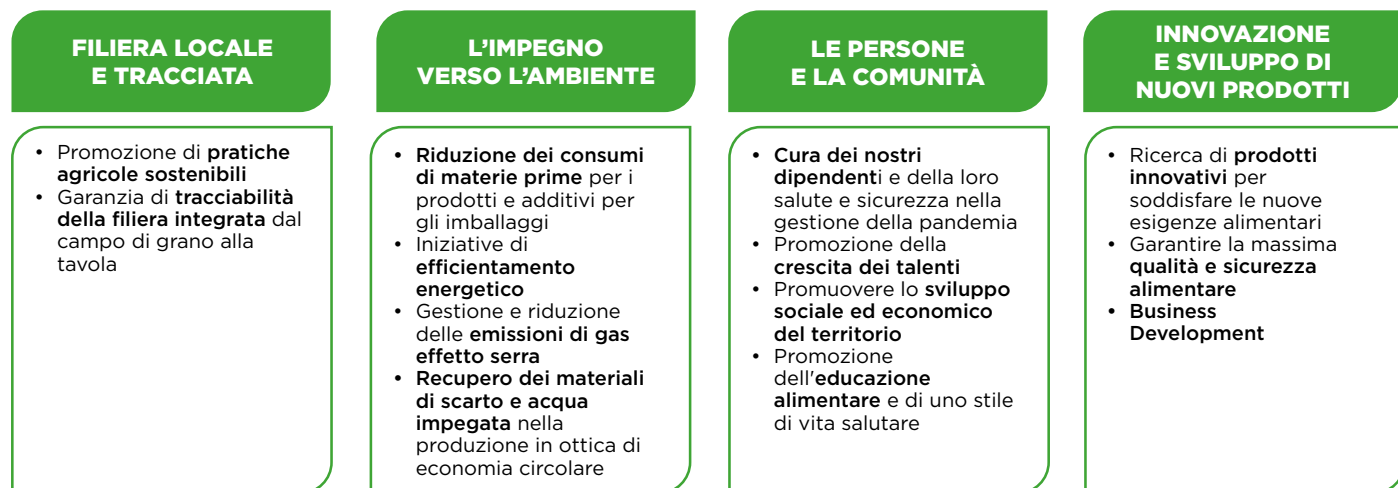 FILIERA LOCALE
E TRACCIATA
• Promozione di pratiche
agricole sostenibili
• Garanzia di tracciabilità
della filiera integrata dal
campo di grano alla
tavola
L'IMPEGNO
VERSO L'AMBIENTE
• Riduzione dei consumi
di materie prime per i
prodotti e additivi per
gli imballaggi
• Iniziative di
efficientamento
energetico
• Gestione e riduzione
delle emissioni di gas
effetto serra
• Recupero dei materiali
di scarto e acqua
impegata nella
produzione in ottica di
economia circolare
LE PERSONE
E LA COMUNITÀ
• Cura dei nostri
dipendenti e della loro
salute e sicurezza nella
gestione della pandemia
• Promozione della
crescita dei talenti
• Promuovere lo sviluppo
sociale ed economico
del territorio
• Promozione
dell'educazione
alimentare e di uno stile
di vita salutare
INNOVAZIONE
E SVILUPPO DI
NUOVI PRODOTTI
• Ricerca di prodotti
innovativi per
soddisfare le nuove
esigenze alimentari
• Garantire la massima
qualità e sicurezza
alimentare
• Business
Development